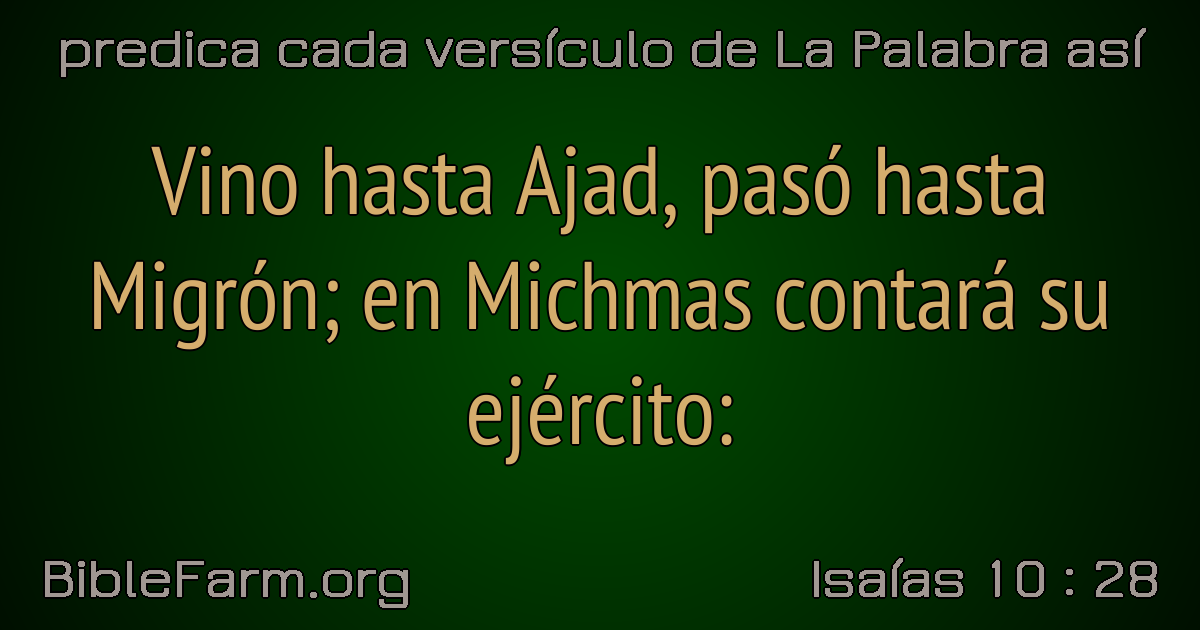 predica cada versículo de La Palabra así
Vino hasta Ajad, pasó hasta
Migrón; en Michmas contará su
ejército:
BibleFarm.org
Isaías 10 : 28